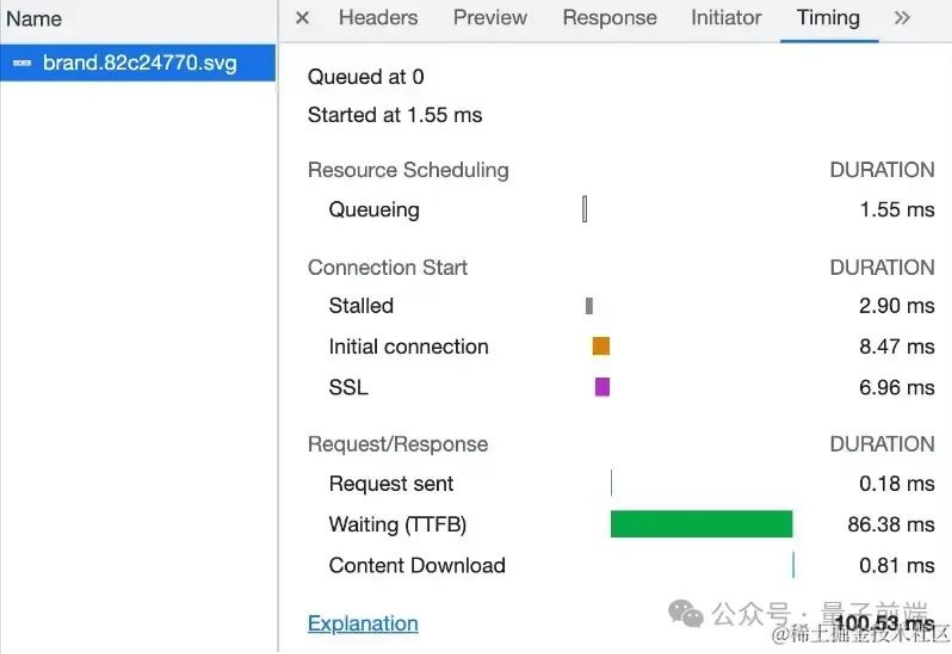 Name
× Headers Preview Response Initiator Timing »
brand.82c24770.svg
Queued at 0
Started at 1.55 ms
Resource Scheduling DURATION
Queueing 1.55 ms
Connection Start DURATION
Stalled 2.90 ms
Initial connection 8.47 ms
SSL 6.96 ms
Request/Response DURATION
Request sent 0.18 ms
Waiting (TTFB) 86.38 ms
Content Download 0.81 ms
Explanation 100.53 ms
公众号 · 量子前端
@稀土掘金技术社区